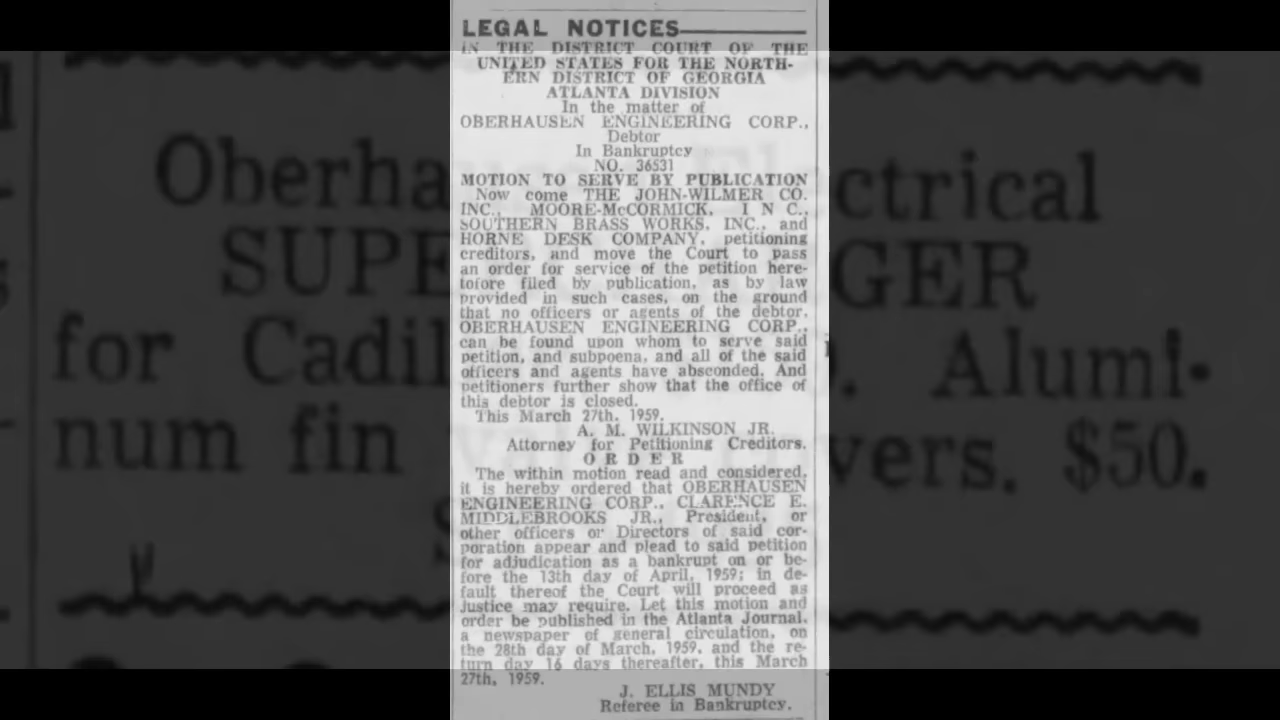 LEGAL NOTICES
IN THE DISTRICT COURT OF THE
UNITED STATES FOR THE NORTH-
ERN DISTRICT OF GEORGIA
ATLANTA DIVISION
In the matter of
OBERHAUSEN ENGINEERING CORP.,
Debtor
In Bankruptcy
NO. 36531
MOTION TO SERVE BY PUBLICATION
Now come THE JOHN-WILMER CO.
INC., MOORE-McCORMICK, I N C.,
SOUTHERN BRASS WORKS, INC., and
HORNE DESK COMPANY, petitioning
creditors, and move the Court to pass
an order for service of the petition here-
tofore filed by publication, as by law
provided in such cases, on the ground
that no officers or agents of the debtor,
OBERHAUSEN ENGINEERING CORP.,
can be found upon whom to serve said
petition, and subpoena, and all of the said
officers and agents have absconded. And
petitioners further show that the office of
this debtor is closed.
This March 27th, 1959.
A. M. WILKINSON JR.
Attorney for Petitioning Creditors.
O R D E R
The within motion read and considered,
it is hereby ordered that OBERHAUSEN
ENGINEERING CORP., CLARENCE E.
MIDDLEBROOKS JR., President, or
other officers or Directors of said cor-
poration appear and plead to said petition
for adjudication as a bankrupt on or be-
fore the 13th day of April, 1959; in de-
fault thereof the Court will proceed as
justice may require. Let this motion and
order be published in the Atlanta Journal,
a newspaper of general circulation, on
the 28th day of March, 1959, and the re-
turn day 16 days thereafter, this March
27th, 1959.
J. ELLIS MUNDY
Referee in Bankruptcy.
Oberha
ctrical
SUPE
GER
for Cadil
. Alumi-
num fin
vers. $50.